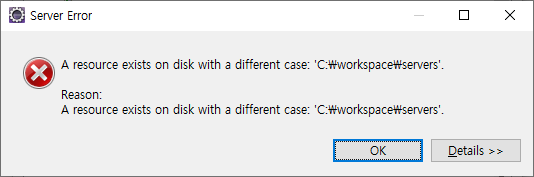 Server Error
A resource exists on disk with a different case: 'C:₩workspace₩servers'.
Reason:
A resource exists on disk with a different case: 'C:₩workspace₩servers'.
OK
Details >>